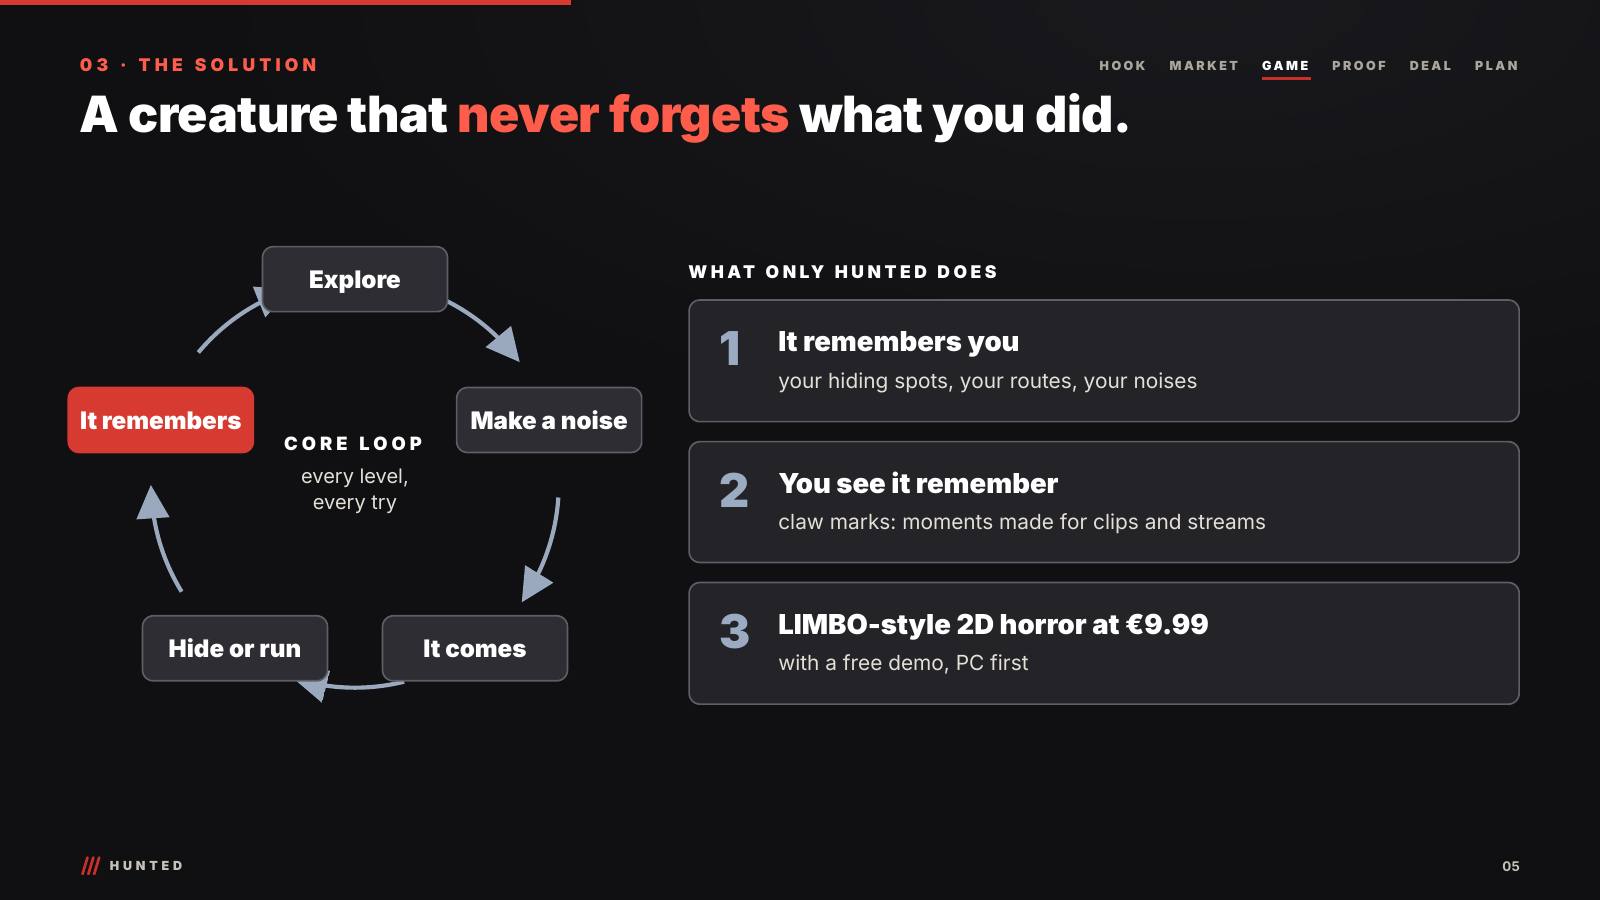 03 · THE SOLUTION
HOOK MARKET GAME PROOF DEAL PLAN
A creature that never forgets what you did.
Explore
Make a noise
It comes
Hide or run
It remembers
CORE LOOP
every level,
every try
WHAT ONLY HUNTED DOES
1 It remembers you
your hiding spots, your routes, your noises
2 You see it remember
claw marks: moments made for clips and streams
3 LIMBO-style 2D horror at €9.99
with a free demo, PC first
HUNTED
05